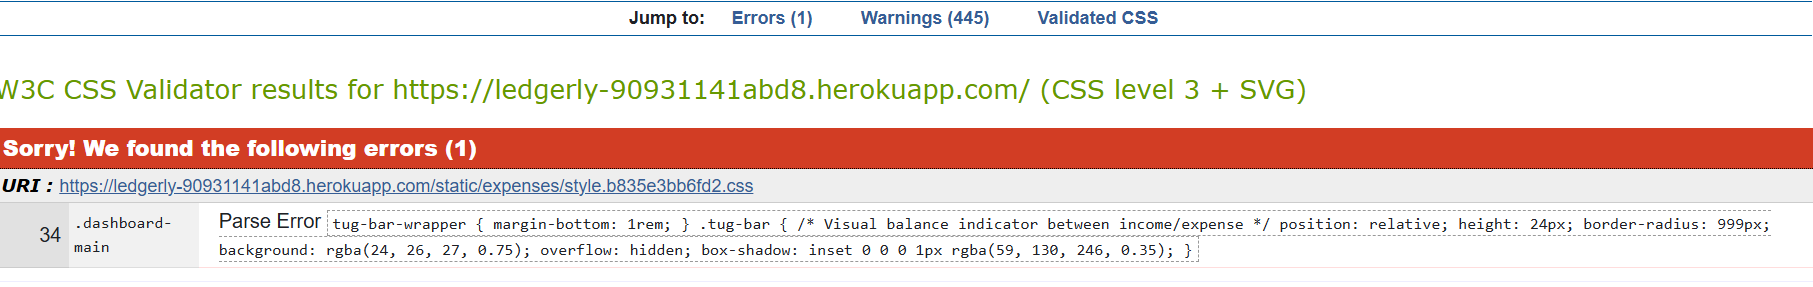 Jump to: Errors (1) Warnings (445) Validated CSS
W3C CSS Validator results for https://ledgerly-90931141abd8.herokuapp.com/ (CSS level 3 + SVG)
Sorry! We found the following errors (1)
URI : https://ledgerly-90931141abd8.herokuapp.com/static/expenses/style.b835e3bb6fd2.css
34 .dashboard-main Parse Error tug-bar-wrapper { margin-bottom: 1rem; } .tug-bar { /* Visual balance indicator between income/expense */ position: relative; height: 24px; border-radius: 999px;
background: rgba(24, 26, 27, 0.75); overflow: hidden; box-shadow: inset 0 0 0 1px rgba(59, 130, 246, 0.35); }